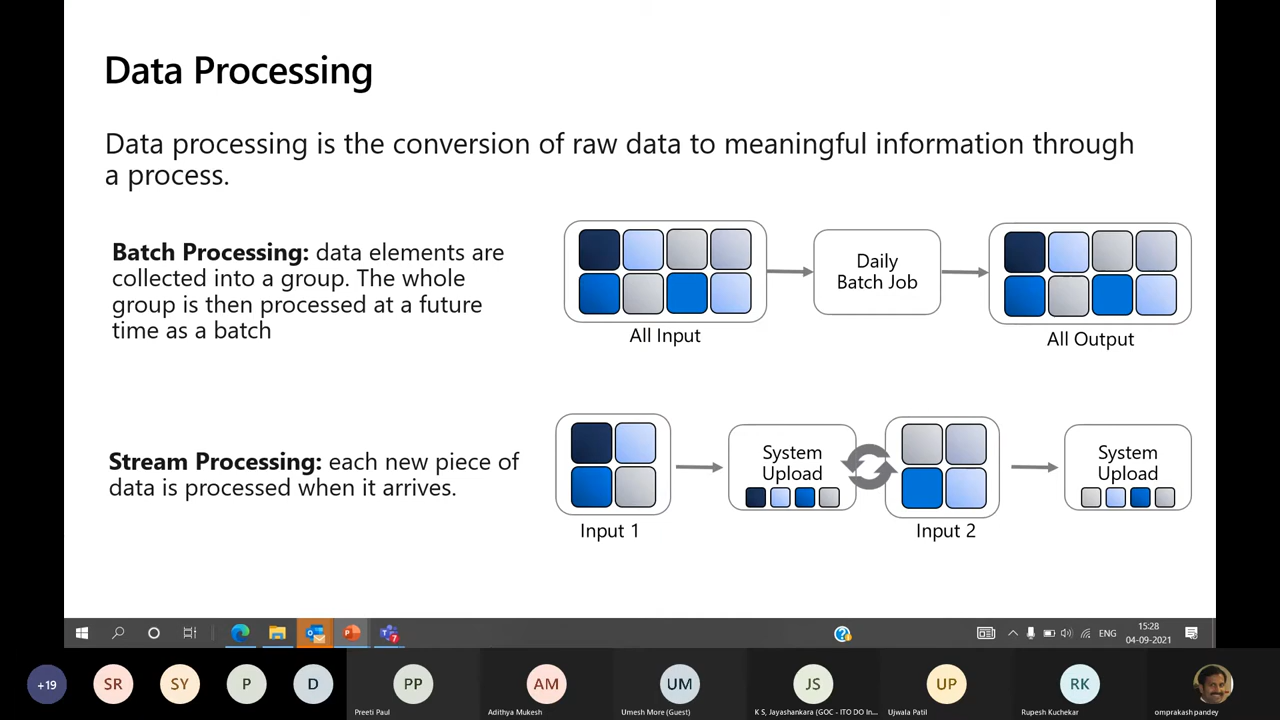 Data Processing
Data processing is the conversion of raw data to meaningful information through
a process.
Batch Processing: data elements are
collected into a group. The whole
group is then processed at a future
time as a batch
Daily
Batch Job
All Input
All Output
Stream Processing: each new piece of
data is processed when it arrives.
System
Upload
System
Upload
Input 1
Input 2
7
ENG
15:28
04-09-2021
+19
SR
SY
P
D
PP
AM
UM
JS
UP
RK
Preeti Paul
Adithya Mukesh
Umesh More (Guest)
K S, Jayashankara (GOC - ITO DO In...
Ujwala Patil
Rupesh Kuchekar
omprakash pandey